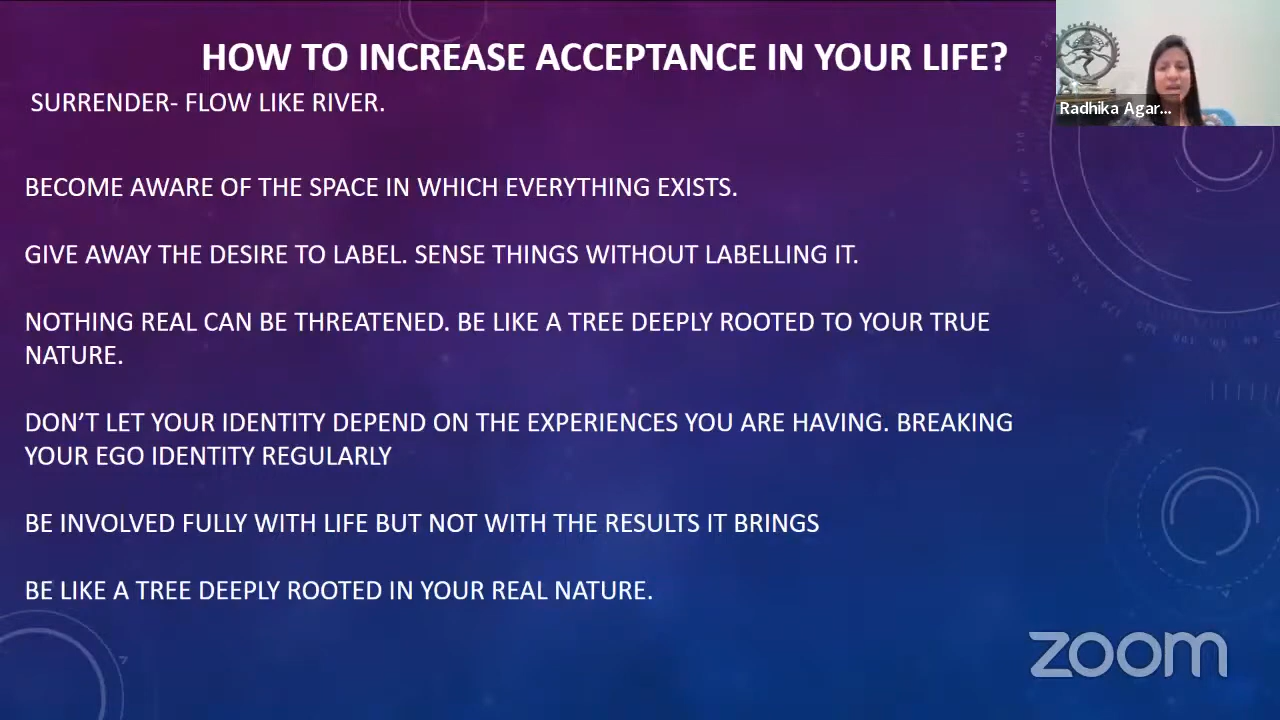 HOW TO INCREASE ACCEPTANCE IN YOUR LIFE?
SURRENDER- FLOW LIKE RIVER.
Radhika Agar...
BECOME AWARE OF THE SPACE IN WHICH EVERYTHING EXISTS.
GIVE AWAY THE DESIRE TO LABEL. SENSE THINGS WITHOUT LABELLING IT.
NOTHING REAL CAN BE THREATENED. BE LIKE A TREE DEEPLY ROOTED TO YOUR TRUE
NATURE.
DON’T LET YOUR IDENTITY DEPEND ON THE EXPERIENCES YOU ARE HAVING. BREAKING
YOUR EGO IDENTITY REGULARLY
BE INVOLVED FULLY WITH LIFE BUT NOT WITH THE RESULTS IT BRINGS
BE LIKE A TREE DEEPLY ROOTED IN YOUR REAL NATURE.
zoom